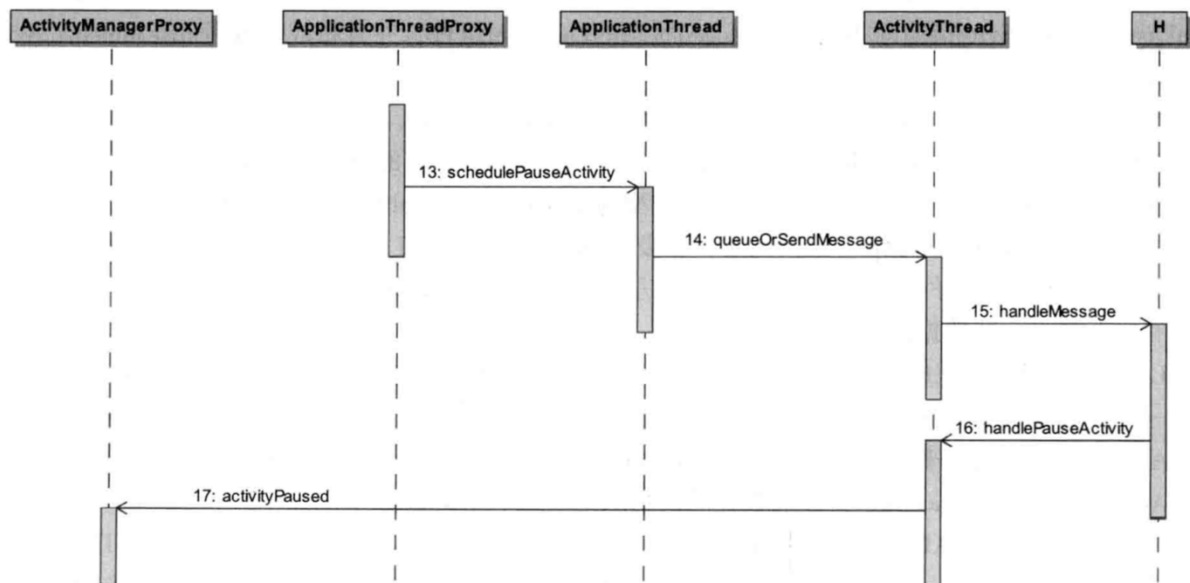 ActivityManagerProxy
ApplicationThreadProxy
ApplicationThread
ActivityThread
H
13: schedulePauseActivity
14: queueOrSendMessage
15: handleMessage
16: handlePauseActivity
17: activityPaused